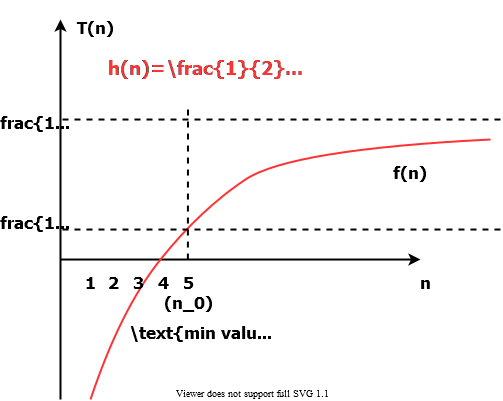 T(n)
h(n)=\frac{1}{2}...
frac{1...
f(n)
frac{1...
1 2 3 4 5 n
(n_0)
\text{min valu...
Viewer does not support full SVG 1.1